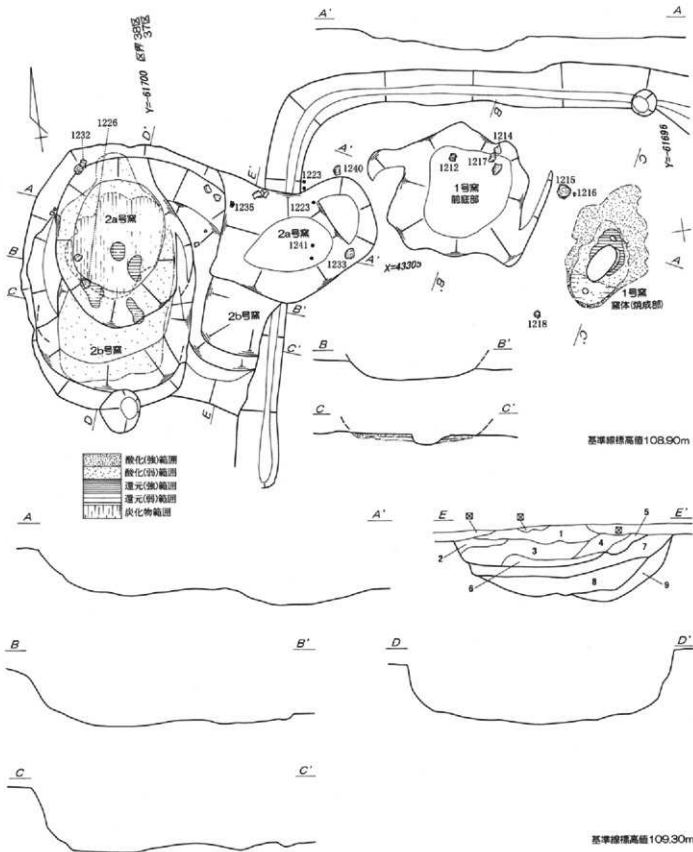 A'
A
Y=-61700 区所 38区
37区
1226
1232
D'
Y=-61696
1214
B
A'
E'
1223
1240
1212
1217
C
1215
1216
A
1235
1223
2a号窯
1号窯
前底部
2a号窯
B
1241
A
C
1233
A'
X=43305
1号窯
窯体(焼成部)
B'
2b号窯
B
1218
C
2b号窯
C'
B
B'
D
E
C
C'
基準線標高値108.90m
酸化(強)範囲
酸化(弱)範囲
還元(強)範囲
還元(弱)範囲
炭化物範囲
A
A'
E
E'
5
1
2
3
4
7
6
8
9
B
B'
D
D'
C
C'
基準線標高値109.30m